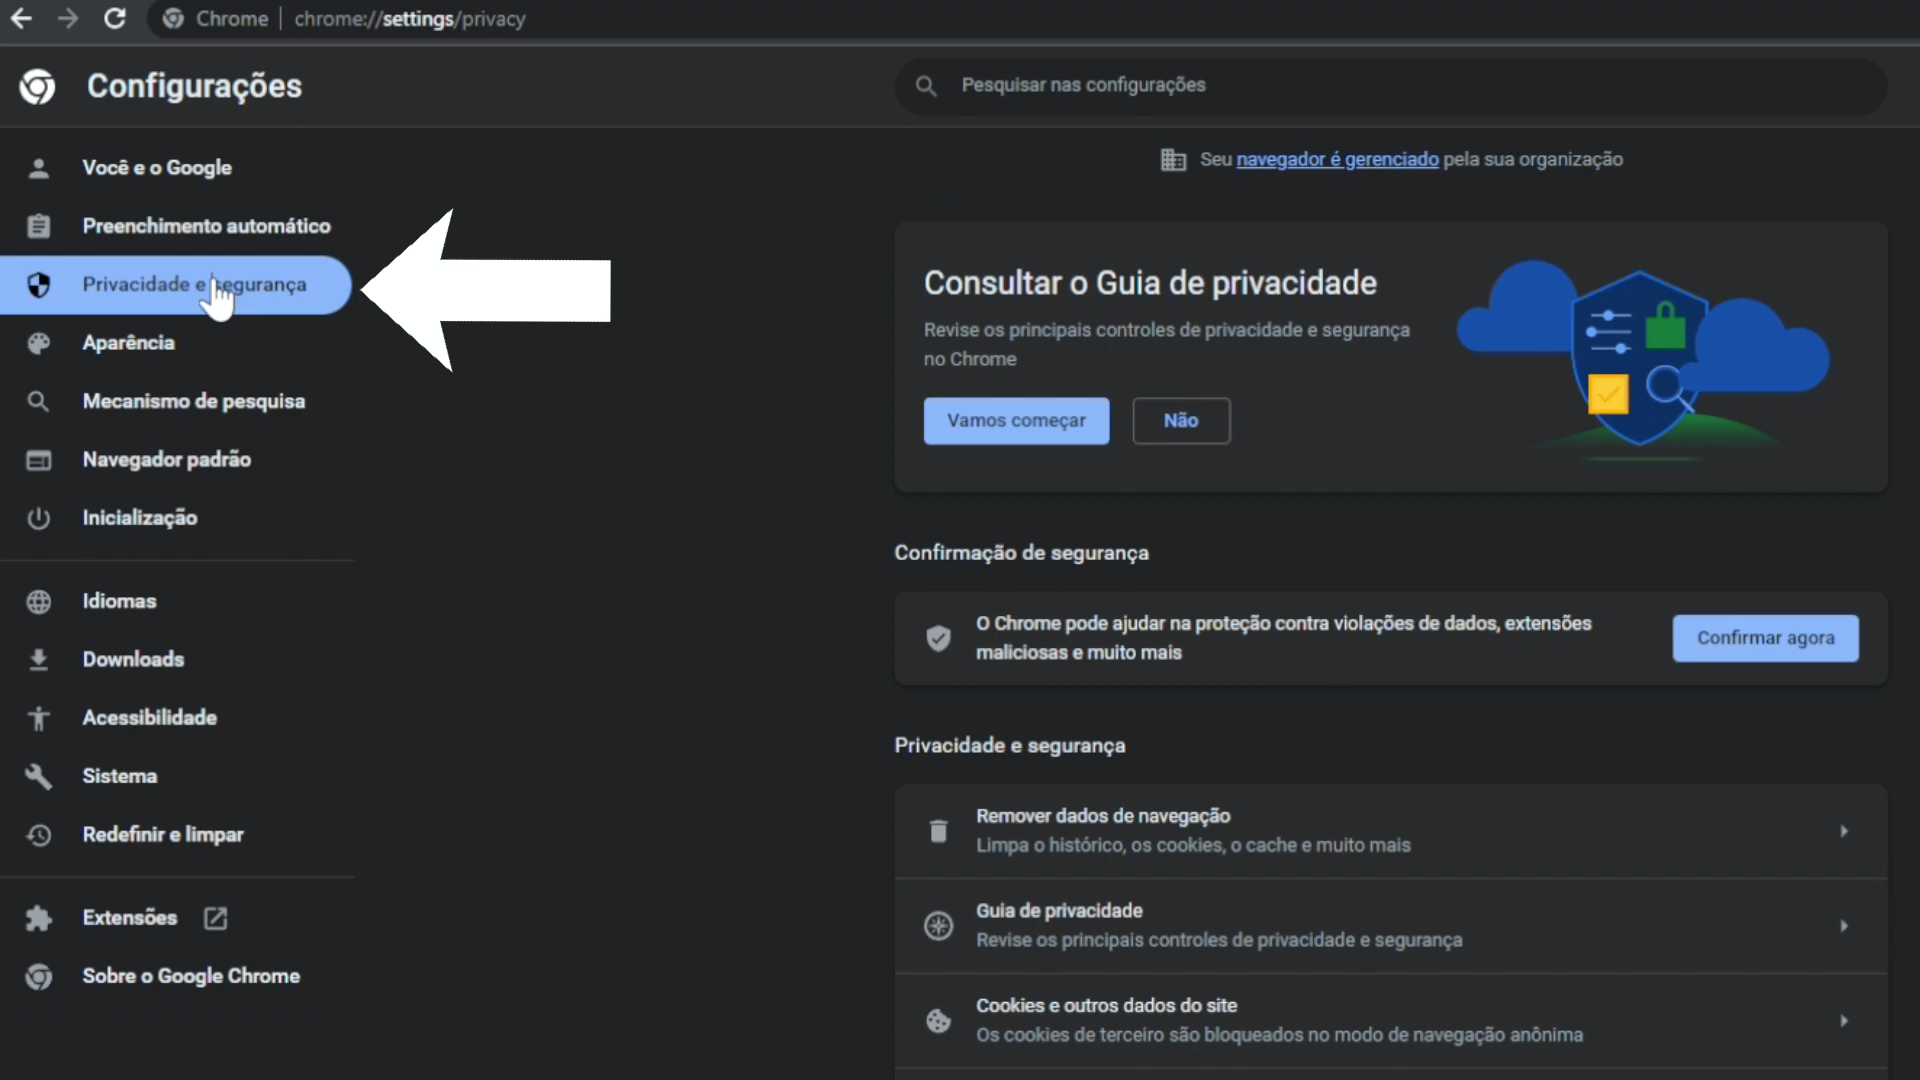 Chrome | chrome://settings/privacy
Configurações
Pesquisar nas configurações
Você e o Google
Preenchimento automático
Privacidade e segurança
Aparência
Mecanismo de pesquisa
Navegador padrão
Inicialização
Idiomas
Downloads
Acessibilidade
Sistema
Redefinir e limpar
Extensões
Sobre o Google Chrome
Seu navegador é gerenciado pela sua organização
Consultar o Guia de privacidade
Revise os principais controles de privacidade e segurança
no Chrome
Vamos começar
Não
Confirmação de segurança
O Chrome pode ajudar na proteção contra violações de dados, extensões
maliciosas e muito mais
Confirmar agora
Privacidade e segurança
Remover dados de navegação
Limpa o histórico, os cookies, o cache e muito mais
Guia de privacidade
Revise os principais controles de privacidade e segurança
Cookies e outros dados do site
Os cookies de terceiro são bloqueados no modo de navegação anônima